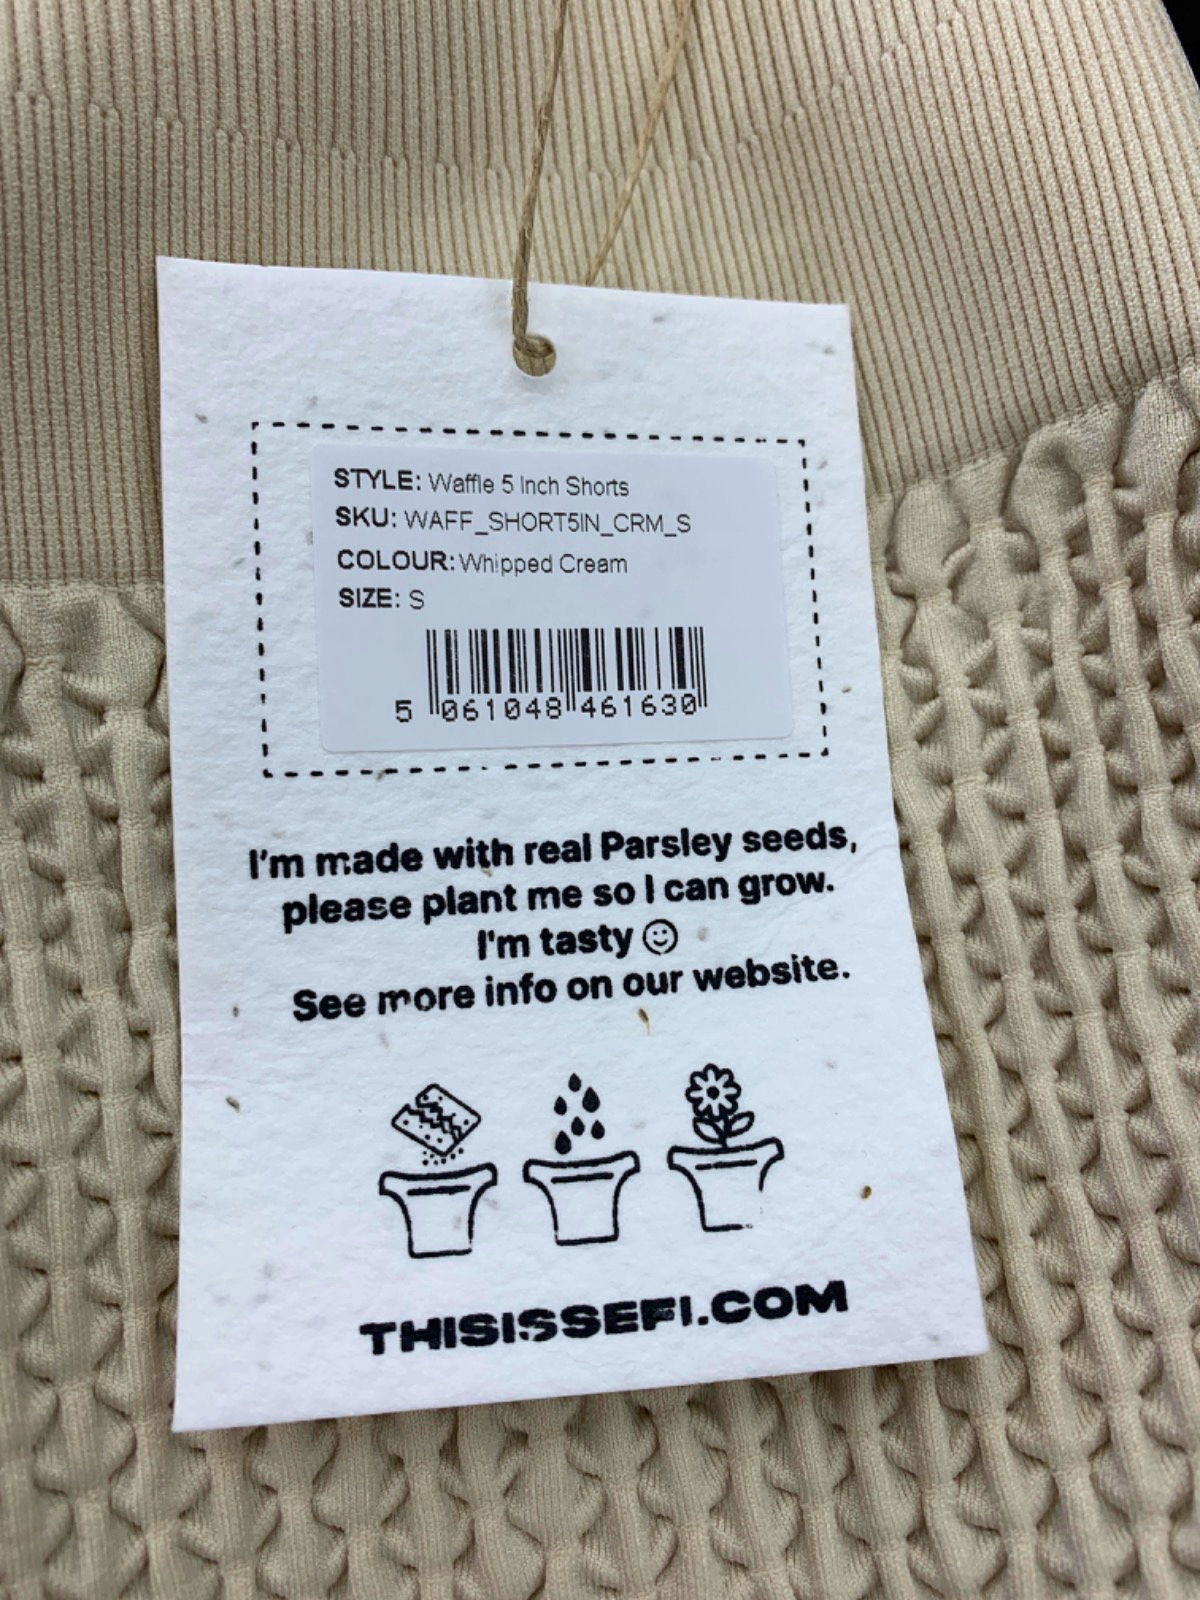 STYLE: Waffle 5 Inch Shorts
SKU: WAFF_SHORT5IN_CRM_S
COLOUR: Whipped Cream
SIZE: S
5 061048 461630
I'm made with real Parsley seeds,
please plant me so I can grow.
I'm tasty ☺
See more info on our website.
THISISSEFI.COM